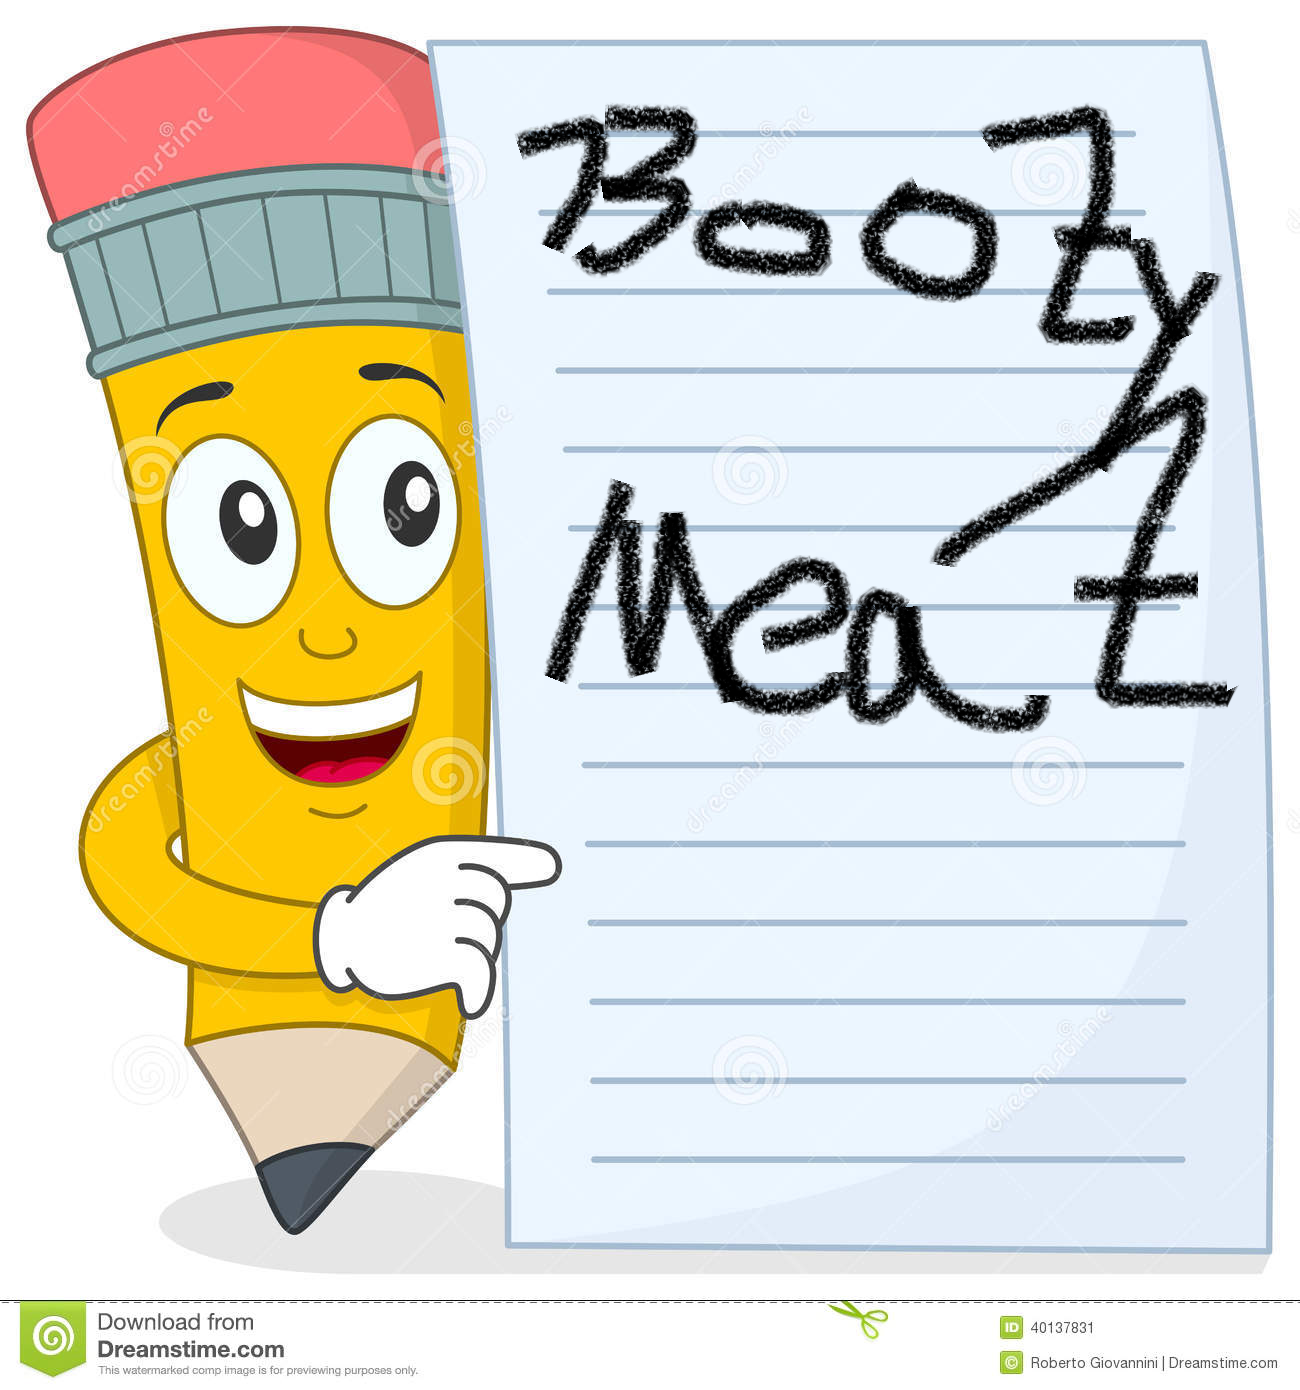 Booty
Meat
Download from
Dreamstime.com
This watermarked comp image is for previewing purposes only.
ID 40137831
© Roberto Giovannini | Dreamstime.com
dreamstime